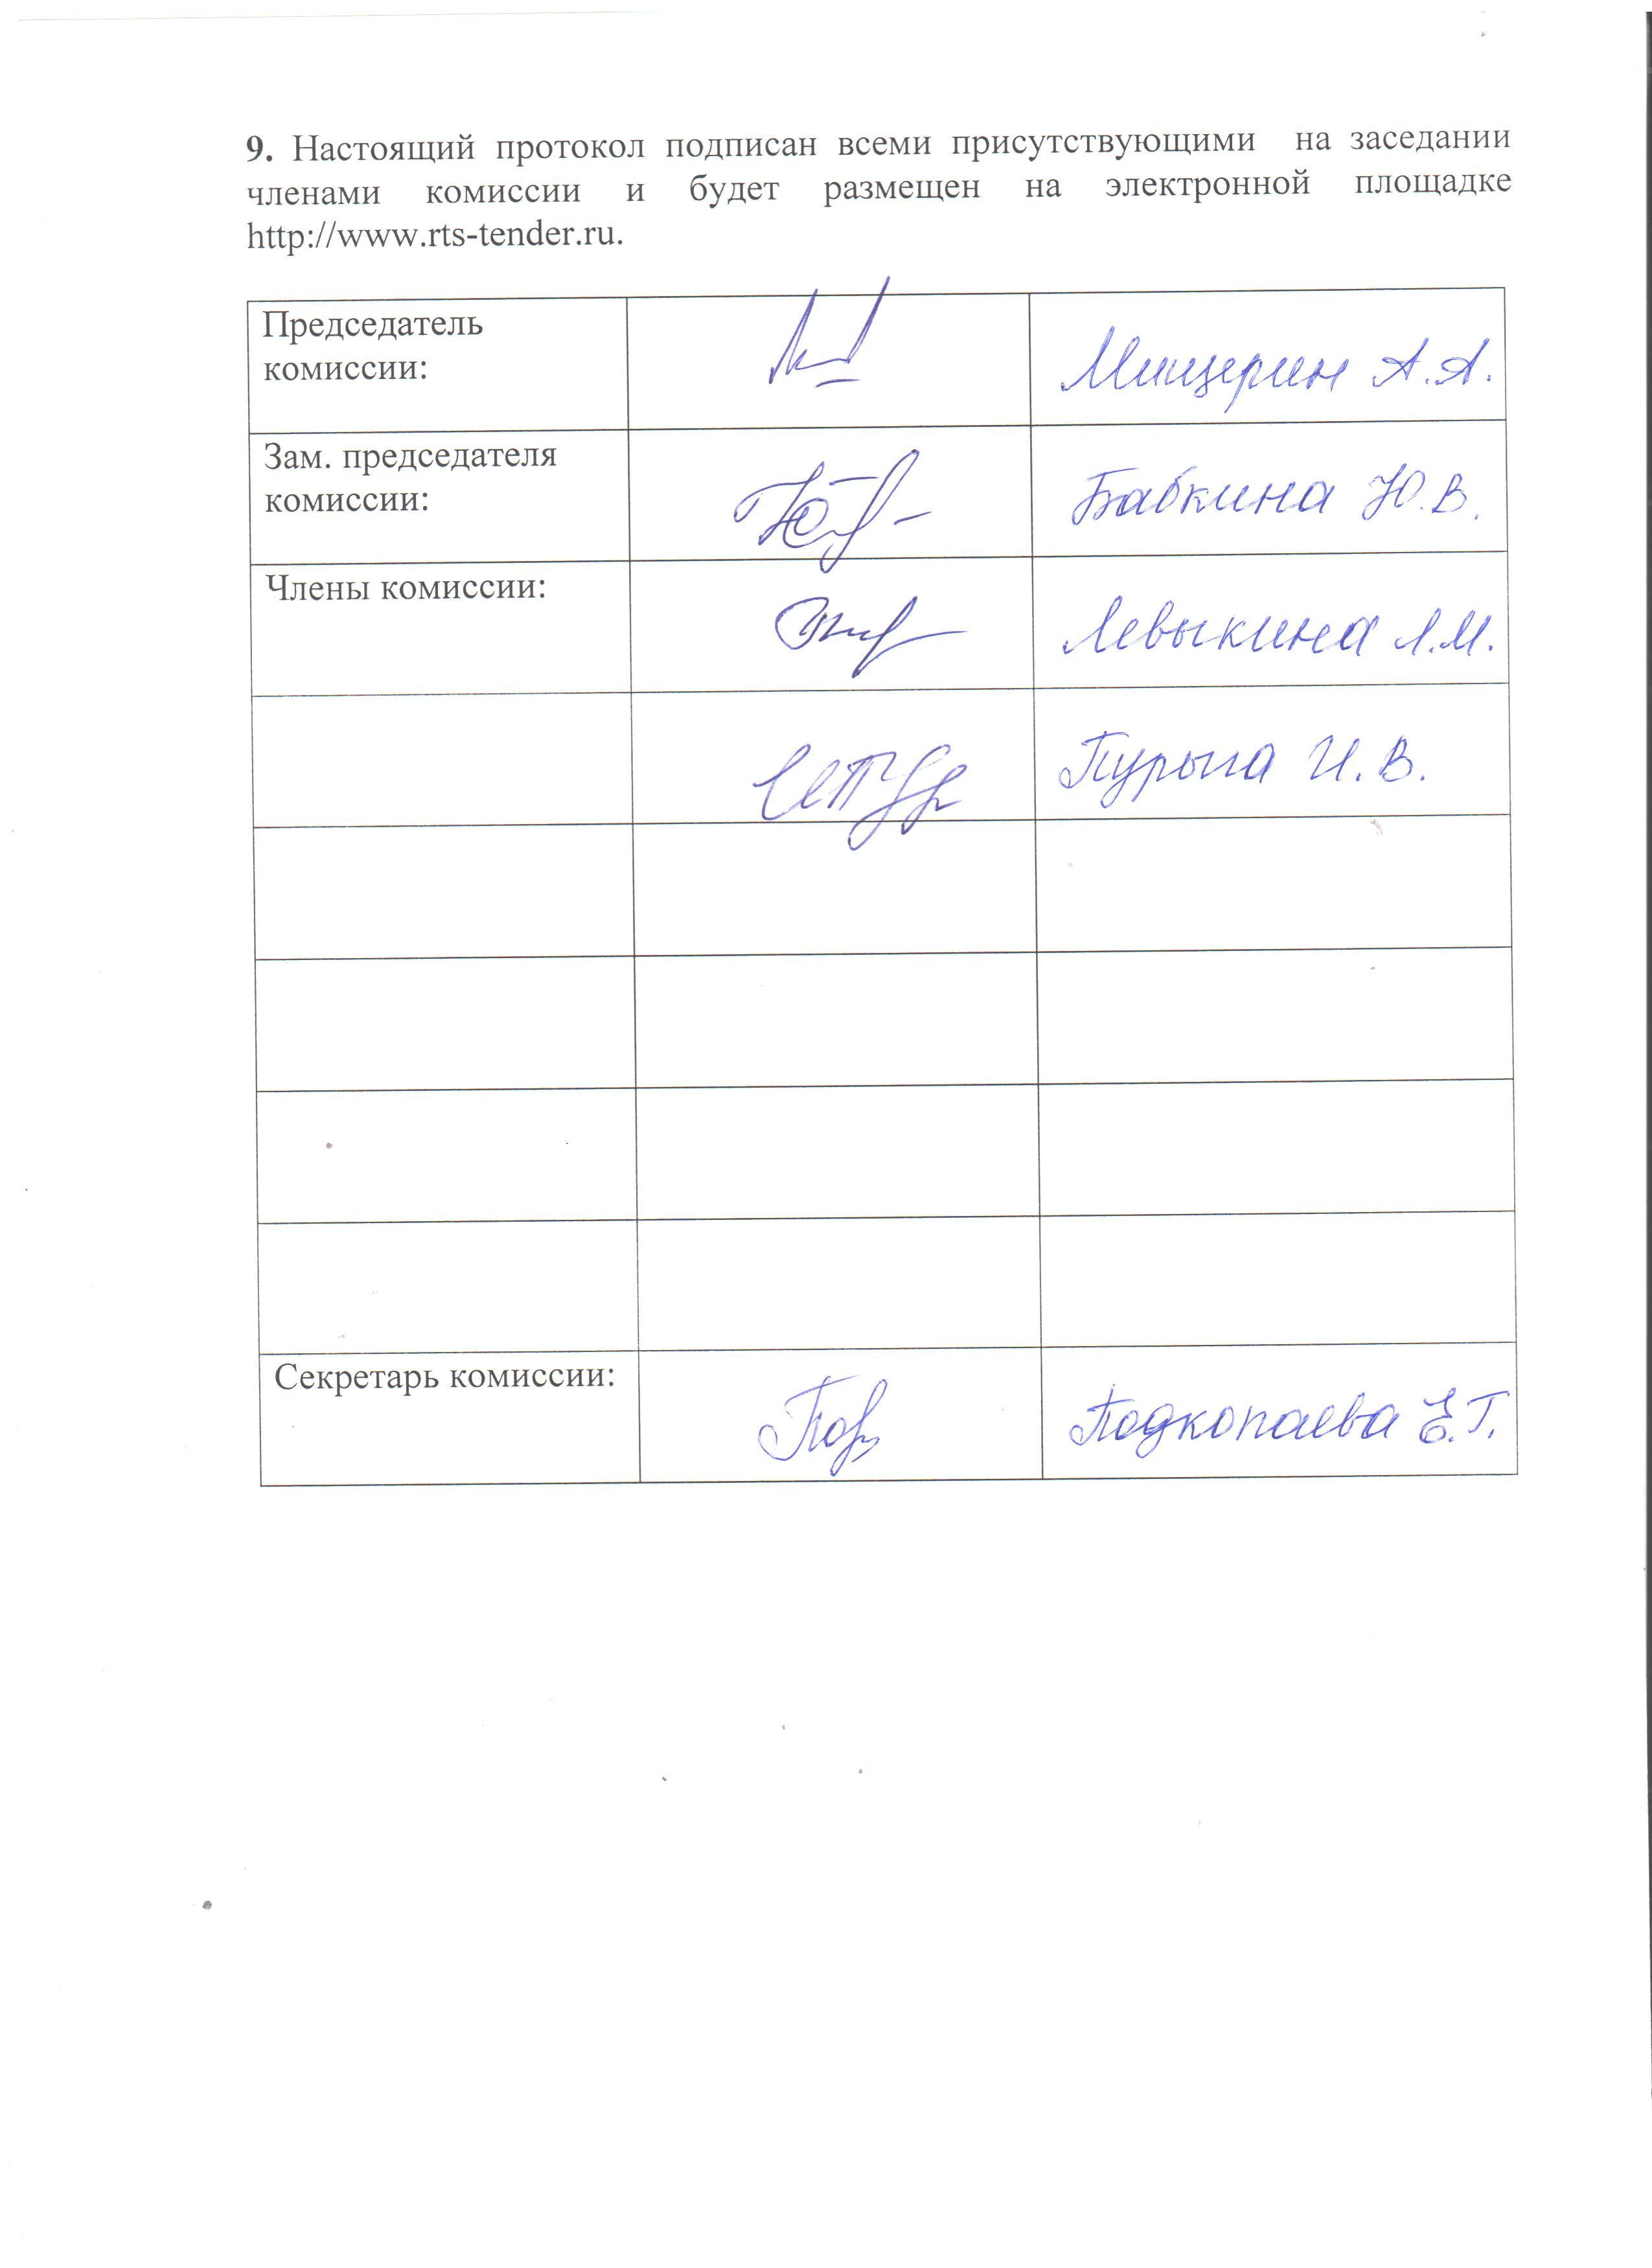 9. Настоящий протокол подписан всеми присутствующими на заседании
членами комиссии и будет размещен на электронной площадке
http://www.rts-tender.ru.
Председатель
комиссии:
Мищерин А.А.
Зам. председателя
комиссии:
Бабкина Ю.В.
Члены комиссии:
Левыкина Л.М.
Пурыга И.В.
Секретарь комиссии:
Подкопаева Е.Г.